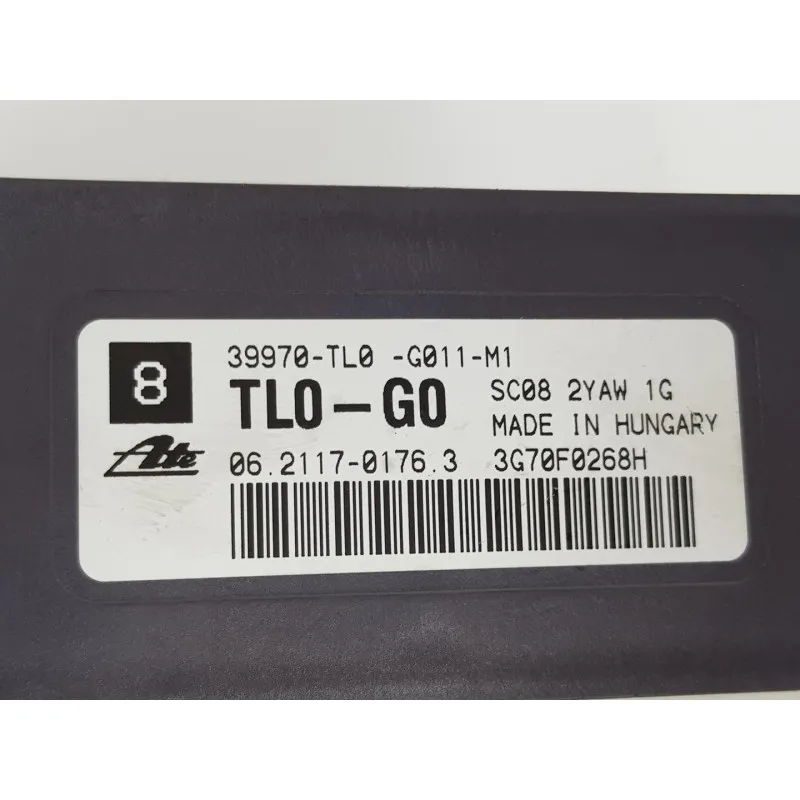 8
39970-TL0 -G011-M1
TL0-G0
SC08 2YAW 1G
MADE IN HUNGARY
Ate
06.2117-0176.3 3G70F0268H